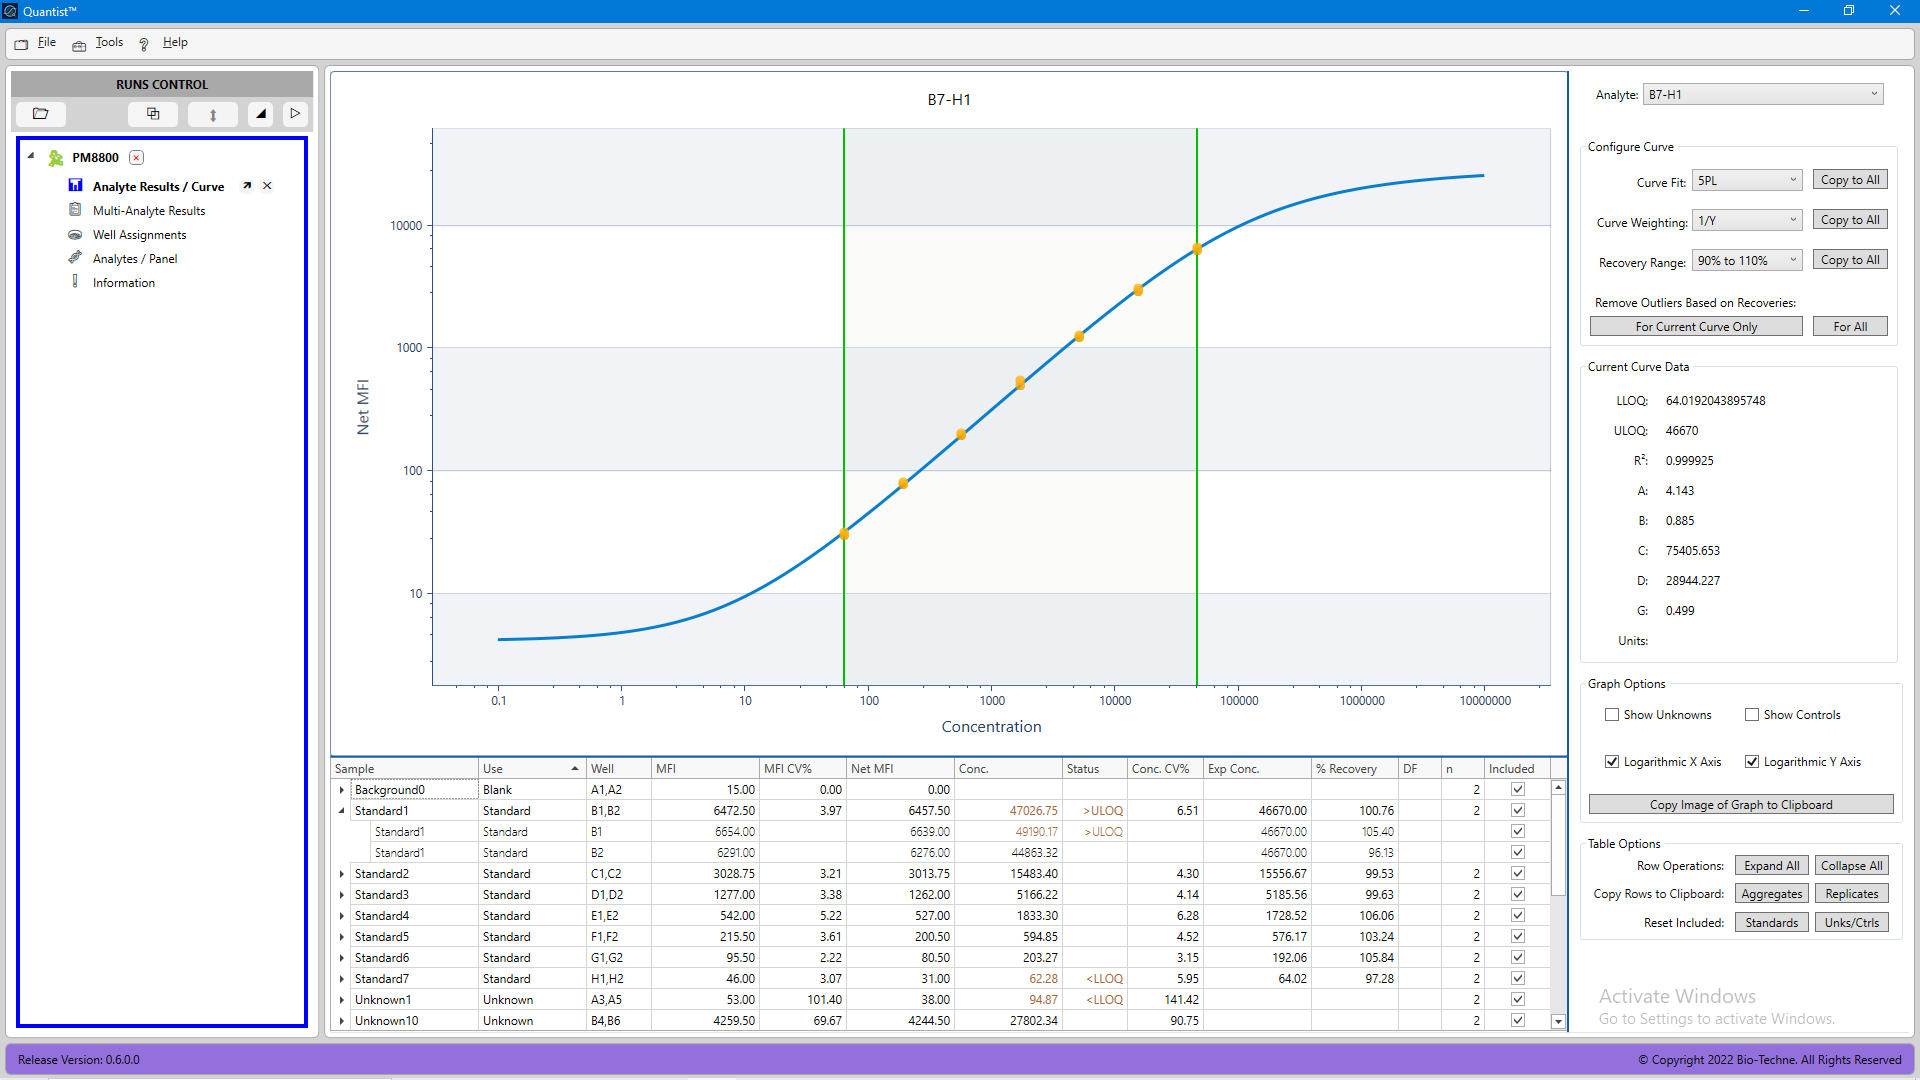 Quantist™
File Tools Help
RUNS CONTROL
PM8800
Analyte Results / Curve
Multi-Analyte Results
Well Assignments
Analytes / Panel
Information
B7-H1
10000
1000
100
10
Net MFI
0.1 1 10 100 1000 10000 100000 1000000 10000000
Concentration
Sample Use Well MFI MFI CV% Net MFI Conc. Status Conc. CV% Exp Conc. % Recovery DF n Included
Background0 Blank A1,A2 15.00 0.00 0.00 2
Standard1 Standard B1,B2 6472.50 3.97 6457.50 47026.75 >ULOQ 6.51 46670.00 100.76 2
Standard1 Standard B1 6654.00 6639.00 49190.17 >ULOQ 46670.00 105.40
Standard1 Standard B2 6291.00 6276.00 44863.32 46670.00 96.13
Standard2 Standard C1,C2 3028.75 3.21 3013.75 15483.40 4.30 15556.67 99.53 2
Standard3 Standard D1,D2 1277.00 3.38 1262.00 5166.22 4.14 5185.56 99.63 2
Standard4 Standard E1,E2 542.00 5.22 527.00 1833.30 6.28 1728.52 106.06 2
Standard5 Standard F1,F2 215.50 3.61 200.50 594.85 4.52 576.17 103.24 2
Standard6 Standard G1,G2 95.50 2.22 80.50 203.27 3.15 192.06 105.84 2
Standard7 Standard H1,H2 46.00 3.07 31.00 62.28 <LLOQ 5.95 64.02 97.28 2
Unknown1 Unknown A3,A5 53.00 101.40 38.00 94.87 <LLOQ 141.42 2
Unknown10 Unknown B4,B6 4259.50 69.67 4244.50 27802.34 90.75 2
Analyte: B7-H1
Configure Curve
Curve Fit: 5PL Copy to All
Curve Weighting: 1/Y Copy to All
Recovery Range: 90% to 110% Copy to All
Remove Outliers Based on Recoveries:
For Current Curve Only For All
Current Curve Data
LLOQ: 64.0192043895748
ULOQ: 46670
R²: 0.999925
A: 4.143
B: 0.885
C: 75405.653
D: 28944.227
G: 0.499
Units:
Graph Options
Show Unknowns Show Controls
Logarithmic X Axis Logarithmic Y Axis
Copy Image of Graph to Clipboard
Table Options
Row Operations: Expand All Collapse All
Copy Rows to Clipboard: Aggregates Replicates
Reset Included: Standards Unks/Ctrls
Activate Windows
Go to Settings to activate Windows.
Release Version: 0.6.0.0
© Copyright 2022 Bio-Techne. All Rights Reserved